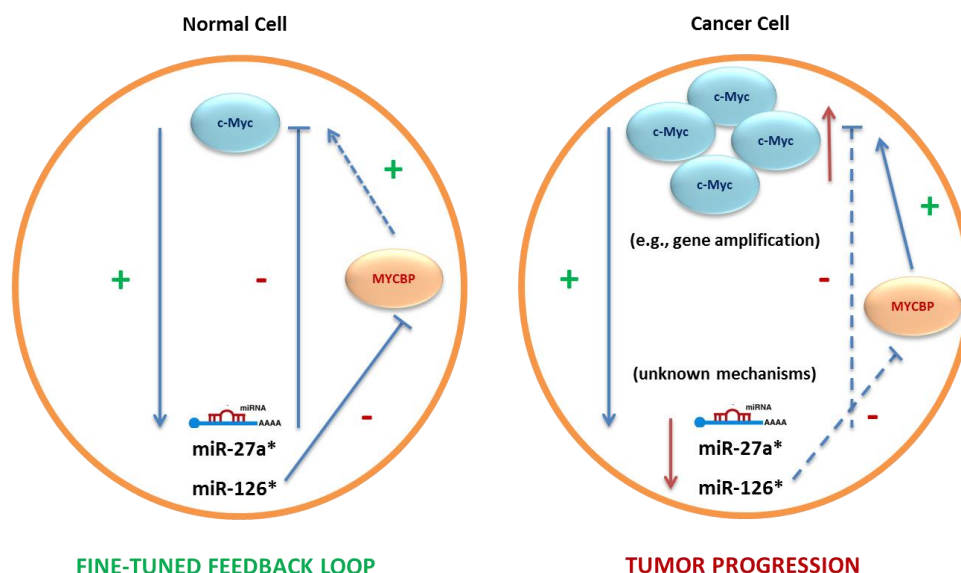 Normal Cell
c-Myc
+
+
-
MYCBP
-
miRNA
AAAA
miR-27a*
miR-126*
FINE-TUNED FEEDBACK LOOP
Cancer Cell
c-Myc
c-Myc
c-Myc
c-Myc
+
(e.g., gene amplification)
+
-
MYCBP
(unknown mechanisms)
-
miRNA
AAAA
miR-27a*
miR-126*
TUMOR PROGRESSION